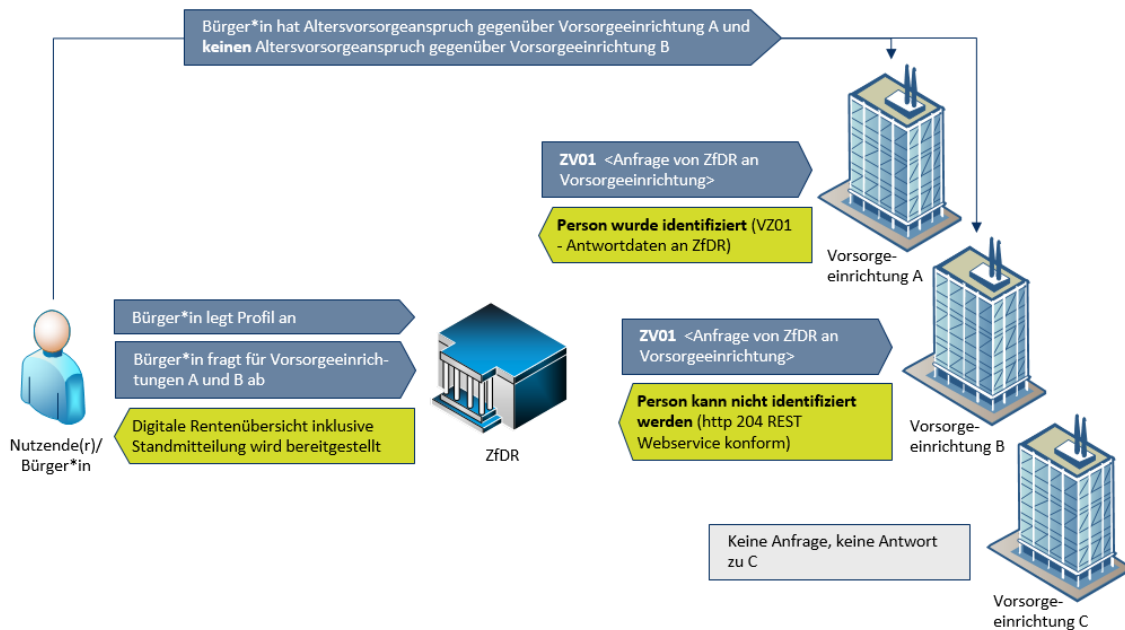 Bürger*in hat Altersvorsorgeanspruch gegenüber Vorsorgeeinrichtung A und
keinen Altersvorsorgeanspruch gegenüber Vorsorgeeinrichtung B
ZV01 <Anfrage von ZfDR an
Vorsorgeeinrichtung>
Person wurde identifiziert (VZ01
- Antwortdaten an ZfDR)
Vorsorge-
einrichtung A
Bürger*in legt Profil an
Bürger*in fragt für Vorsorgeeinrich-
tungen A und B ab
Digitale Rentenübersicht inklusive
Standmitteilung wird bereitgestellt
Nutzende(r)/
Bürger*in
ZfDR
ZV01 <Anfrage von ZfDR an
Vorsorgeeinrichtung>
Person kann nicht identifiziert
werden (http 204 REST
Webservice konform)
Vorsorge-
einrichtung B
Keine Anfrage, keine Antwort
zu C
Vorsorge-
einrichtung C